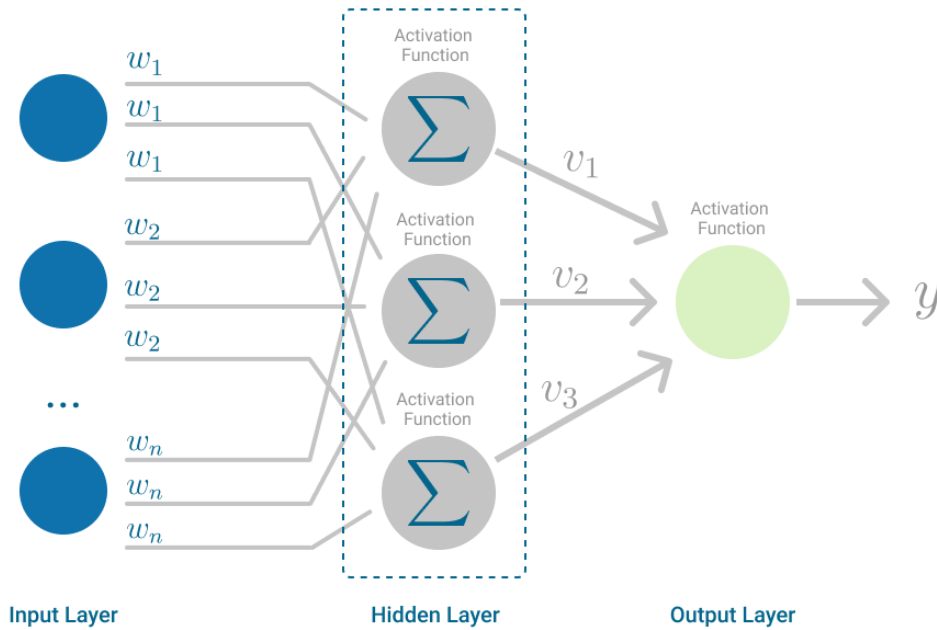 Activation
Function
w₁
w₁
w₁
w₂
w₂
w₂
...
wₙ
wₙ
wₙ
Σ
Activation
Function
Σ
Activation
Function
Σ
v₁
v₂
v₃
Activation
Function
y
Input Layer
Hidden Layer
Output Layer